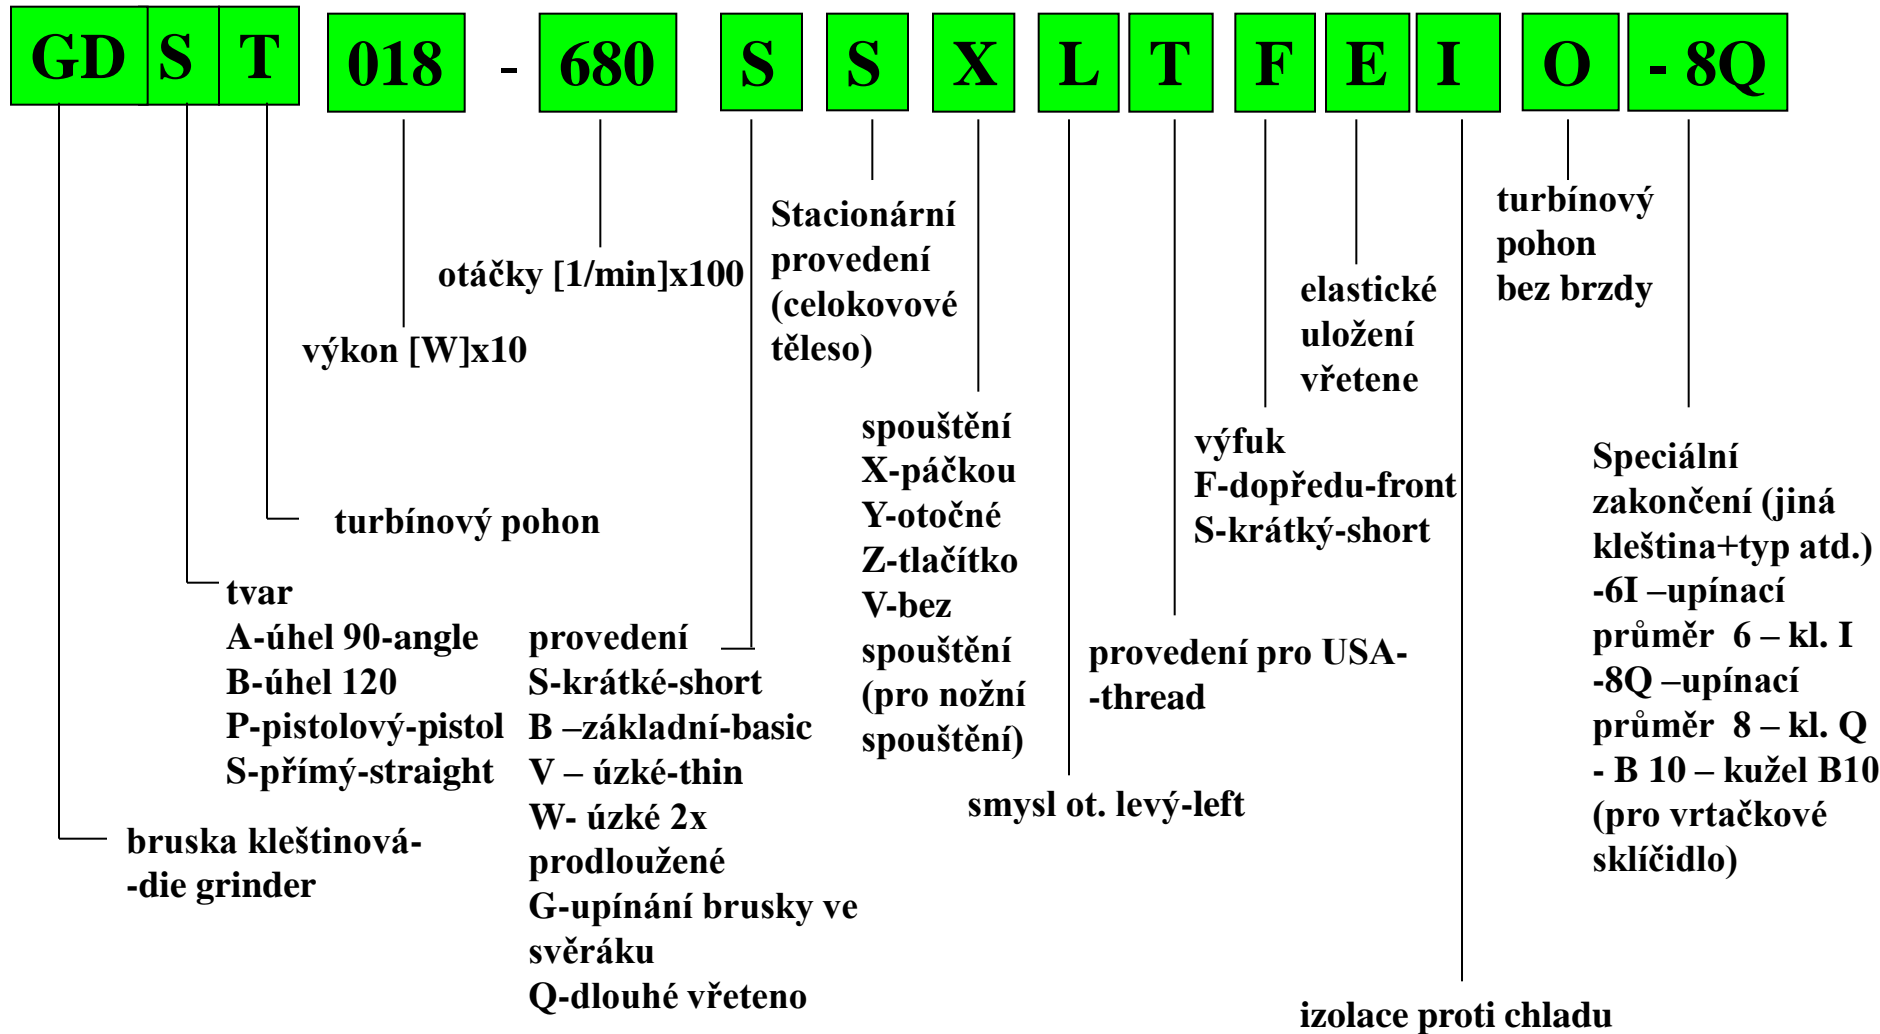 GD S T 018 - 680 S S X L T F E I O - 8Q
Stacionární
provedení
(celokovové
těleso)
turbínový
pohon
bez brzdy
otáčky [1/min]x100
elastické
uložení
vřetene
výkon [W]x10
spouštění
X-páčkou
Y-otočné
Z-tlačítko
V-bez
spouštění
(pro nožní
spouštění)
výfuk
F-dopředu-front
S-krátký-short
Speciální
zakončení (jiná
kleština+typ atd.)
-6I –upínací
průměr 6 – kl. I
-8Q –upínací
průměr 8 – kl. Q
- B 10 – kužel B10
(pro vrtačkové
sklíčidlo)
turbínový pohon
tvar
A-úhel 90-angle
B-úhel 120
P-pistolový-pistol
S-přímý-straight
provedení
S-krátké-short
B –základní-basic
V – úzké-thin
W- úzké 2x
prodloužené
G-upínání brusky ve
svěráku
Q-dlouhé vřeteno
provedení pro USA-
-thread
smysl ot. levý-left
bruska kleštinová-
-die grinder
izolace proti chladu